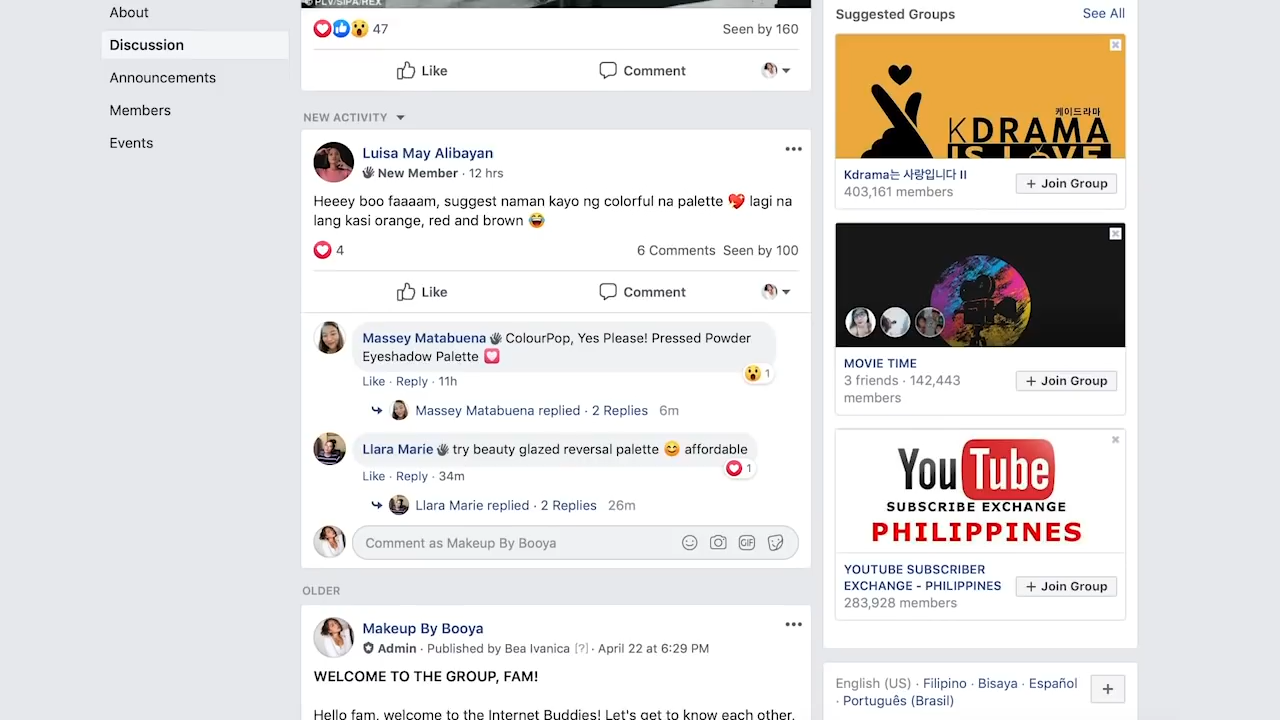 About
Discussion
Announcements
Members
Events
© PLV/SIPA/REX
47
Seen by 160
Like
Comment
NEW ACTIVITY
Luisa May Alibayan
New Member · 12 hrs
Heeey boo faaaam, suggest naman kayo ng colorful na palette 💖 lagi na
lang kasi orange, red and brown 😂
4
6 Comments Seen by 100
Like
Comment
Massey Matabuena 👋 ColourPop, Yes Please! Pressed Powder
Eyeshadow Palette 💟
1
Like · Reply · 11h
Massey Matabuena replied · 2 Replies 6m
Llara Marie 👋 try beauty glazed reversal palette 😊 affordable
1
Like · Reply · 34m
Llara Marie replied · 2 Replies 26m
Comment as Makeup By Booya
GIF
OLDER
Makeup By Booya
Admin · Published by Bea Ivanica [?] · April 22 at 6:29 PM
WELCOME TO THE GROUP, FAM!
Hello fam, welcome to the Internet Buddies! Let's get to know each other.
Suggested Groups
See All
케이드라마
KDRAMA
IS LOVE
Kdrama는 사랑입니다 II
403,161 members
+ Join Group
MOVIE TIME
3 friends · 142,443
members
+ Join Group
YouTube
SUBSCRIBE EXCHANGE
PHILIPPINES
YOUTUBE SUBSCRIBER
EXCHANGE - PHILIPPINES
283,928 members
+ Join Group
English (US) · Filipino · Bisaya · Español
· Português (Brasil)
+